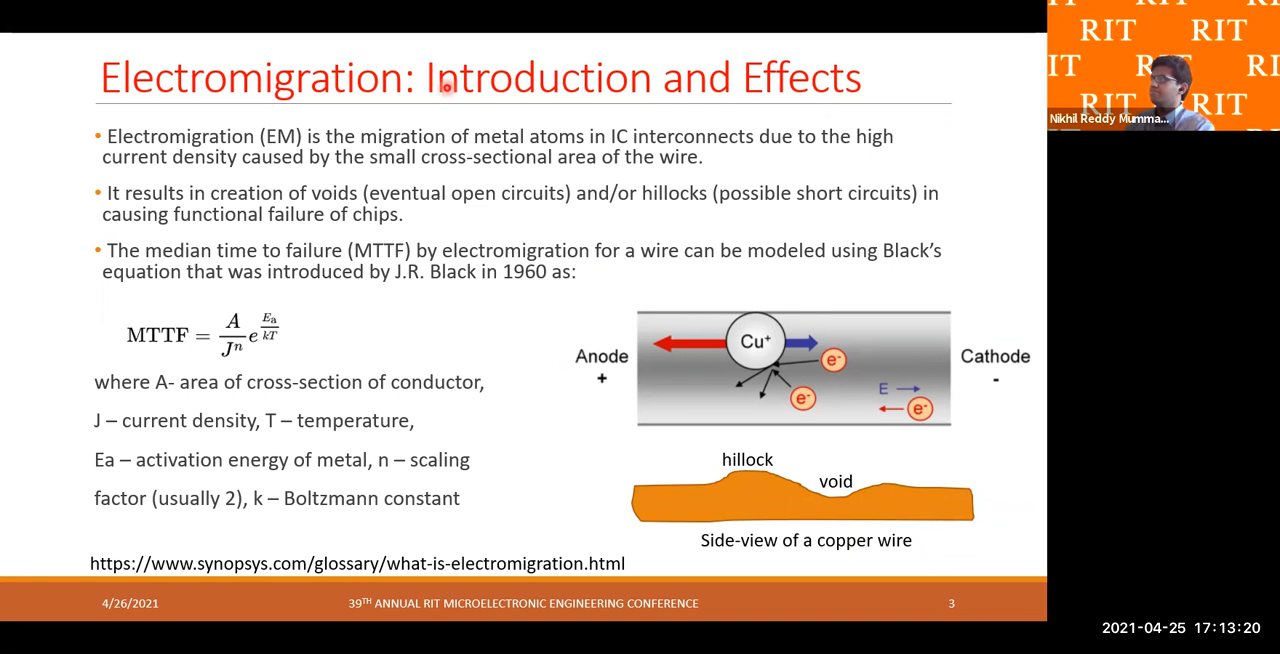 Electromigration: Introduction and Effects
• Electromigration (EM) is the migration of metal atoms in IC interconnects due to the high
current density caused by the small cross-sectional area of the wire.
• It results in creation of voids (eventual open circuits) and/or hillocks (possible short circuits) in
causing functional failure of chips.
• The median time to failure (MTTF) by electromigration for a wire can be modeled using Black’s
equation that was introduced by J.R. Black in 1960 as:
MTTF = A/Jⁿ e^(Ea/kT)
where A- area of cross-section of conductor,
J – current density, T – temperature,
Ea – activation energy of metal, n – scaling
factor (usually 2), k – Boltzmann constant
Anode
+
Cu⁺
e⁻
e⁻
E
e⁻
Cathode
-
hillock
void
Side-view of a copper wire
https://www.synopsys.com/glossary/what-is-electromigration.html
4/26/2021
39TH ANNUAL RIT MICROELECTRONIC ENGINEERING CONFERENCE
3
RIT RIT
IT R RI
RIT RIT
Nikhil Reddy Mumma...
2021-04-25 17:13:20